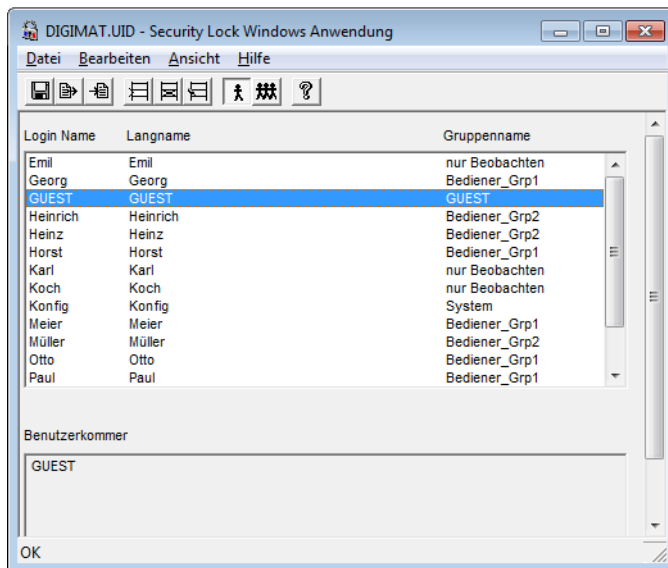 DIGIMAT.UID - Security Lock Windows Anwendung
Datei Bearbeiten Ansicht Hilfe
Login Name Langname Gruppenname
Emil Emil nur Beobachten
Georg Georg Bediener_Grp1
GUEST GUEST GUEST
Heinrich Heinrich Bediener_Grp2
Heinz Heinz Bediener_Grp2
Horst Horst Bediener_Grp1
Karl Karl nur Beobachten
Koch Koch nur Beobachten
Konfig Konfig System
Meier Meier Bediener_Grp1
Müller Müller Bediener_Grp2
Otto Otto Bediener_Grp1
Paul Paul Bediener_Grp1
Benutzerkommer
GUEST
OK